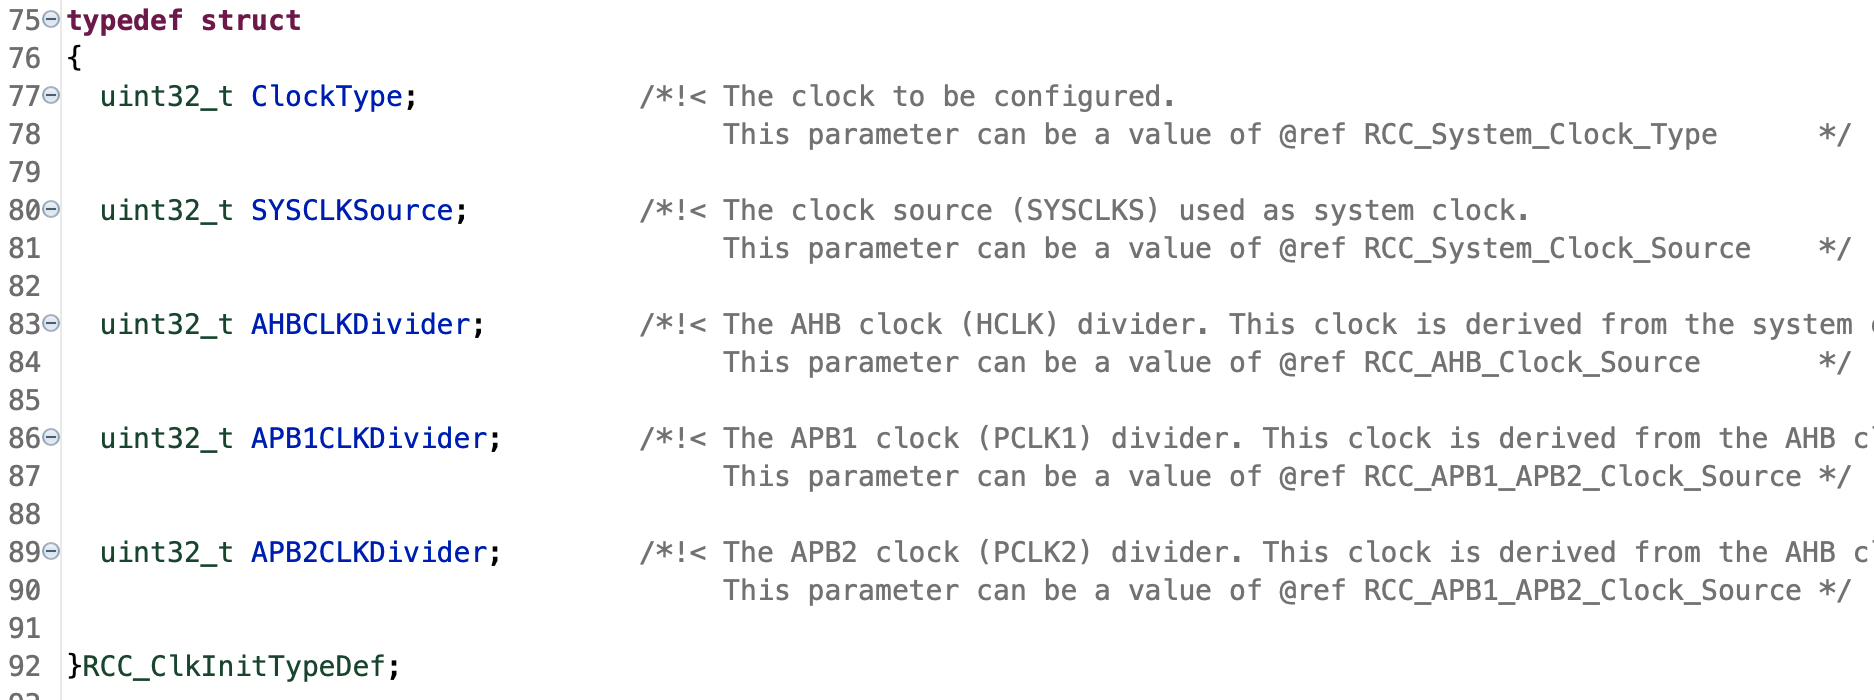 75 typedef struct
76 {
77 uint32_t ClockType; /*!< The clock to be configured.
78 This parameter can be a value of @ref RCC_System_Clock_Type */
79
80 uint32_t SYSCLKSource; /*!< The clock source (SYSCLKS) used as system clock.
81 This parameter can be a value of @ref RCC_System_Clock_Source */
82
83 uint32_t AHBCLKDivider; /*!< The AHB clock (HCLK) divider. This clock is derived from the system
84 This parameter can be a value of @ref RCC_AHB_Clock_Source */
85
86 uint32_t APB1CLKDivider; /*!< The APB1 clock (PCLK1) divider. This clock is derived from the AHB
87 This parameter can be a value of @ref RCC_APB1_APB2_Clock_Source */
88
89 uint32_t APB2CLKDivider; /*!< The APB2 clock (PCLK2) divider. This clock is derived from the AHB
90 This parameter can be a value of @ref RCC_APB1_APB2_Clock_Source */
91
92 }RCC_ClkInitTypeDef;